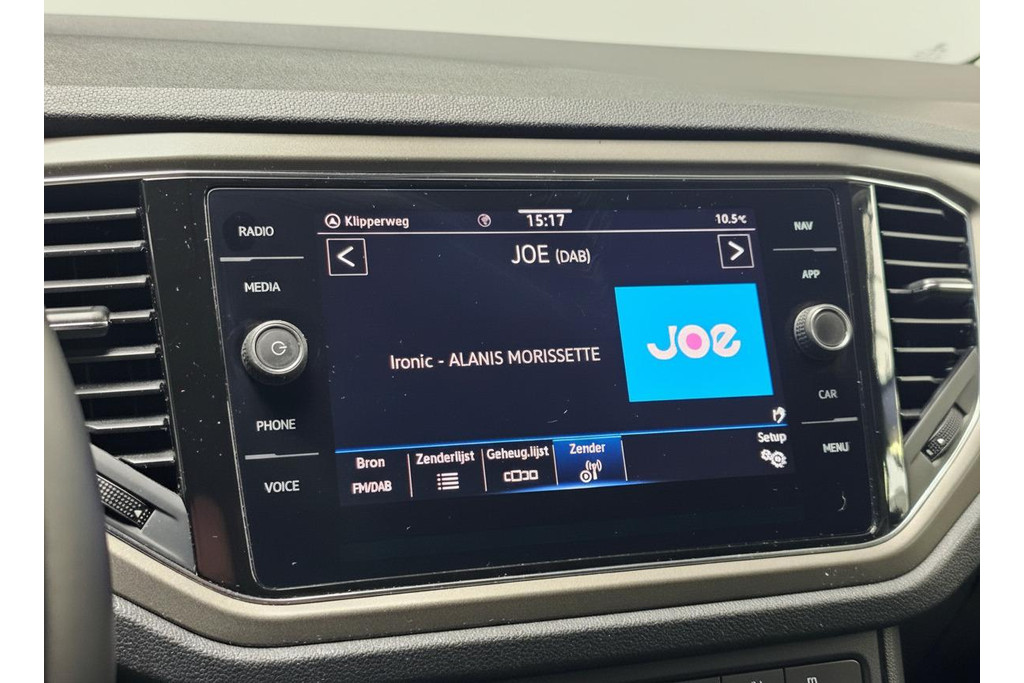 Klipperweg 15:17 10.5°C
JOE (DAB)
RADIO
MEDIA
PHONE
VOICE
Ironic - ALANIS MORISSETTE
JOe
Bron
FM/DAB
Zenderlijst
Geheug.lijst
Zender
Setup
NAV
APP
CAR
MENU